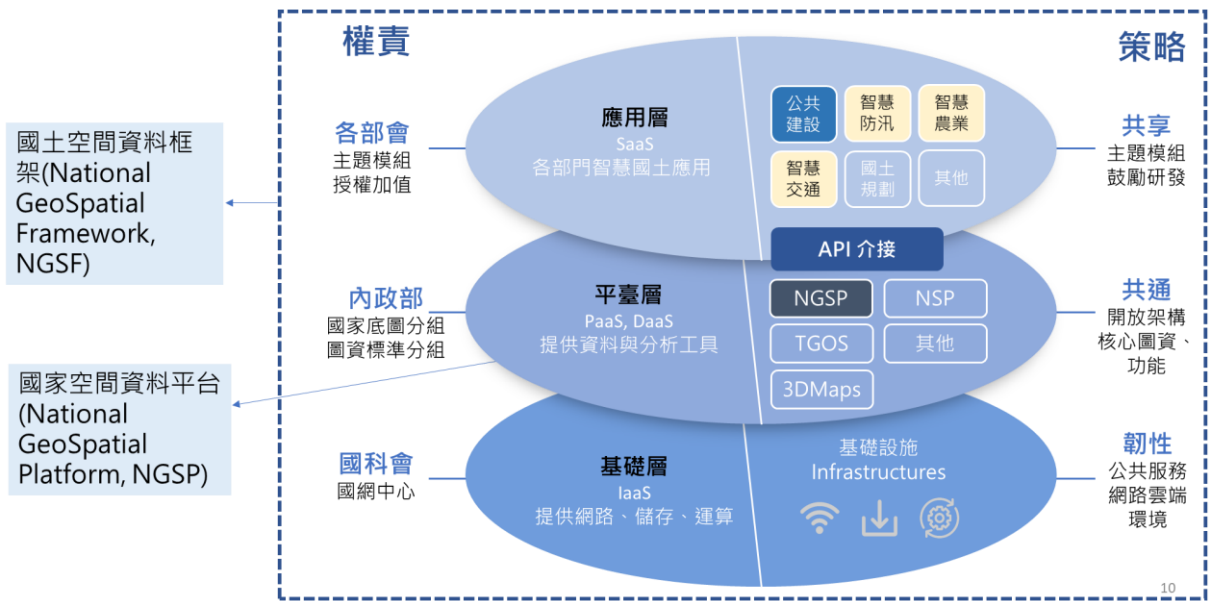 權責
策略
國土空間資料框
架(National
GeoSpatial
Framework,
NGSF)
國家空間資料平台
(National
GeoSpatial
Platform, NGSP)
各部會
主題模組
授權加值
應用層
SaaS
各部門智慧國土應用
公共
建設
智慧
防汛
智慧
農業
智慧
交通
國土
規劃
其他
共享
主題模組
鼓勵研發
API 介接
內政部
國家底圖分組
圖資標準分組
平臺層
PaaS, DaaS
提供資料與分析工具
NGSP
NSP
TGOS
其他
3DMaps
共通
開放架構
核心圖資、
功能
國科會
國網中心
基礎層
IaaS
提供網路、儲存、運算
基礎設施
Infrastructures
韌性
公共服務
網路雲端
環境
10